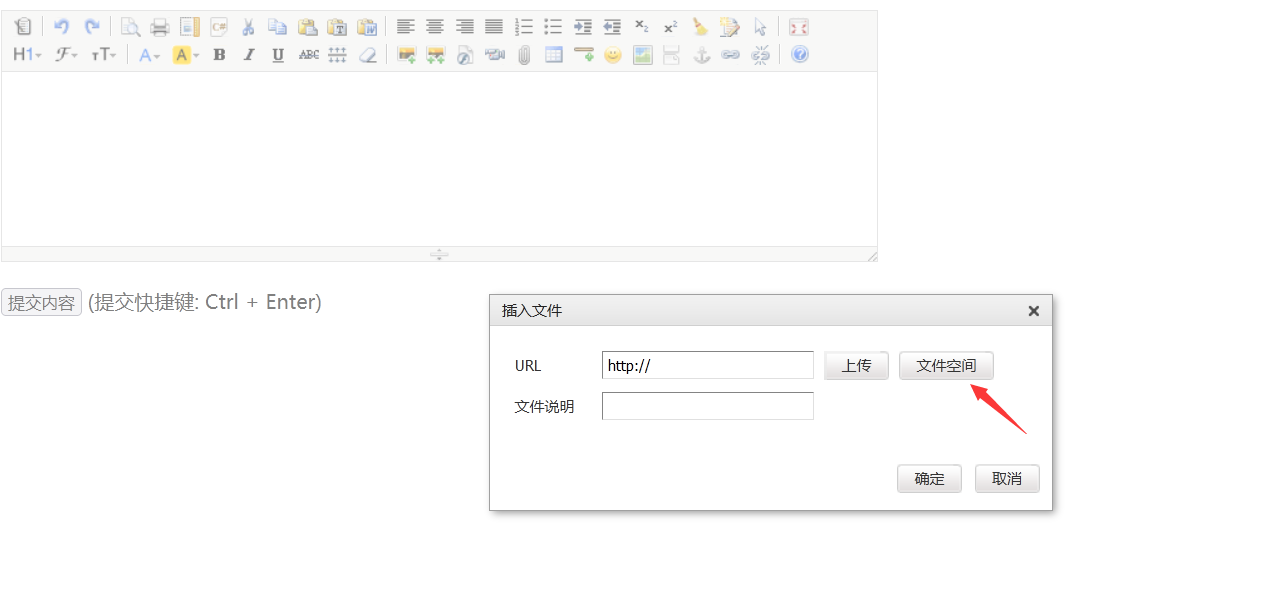 H1 ℱ тT A A B I U ABC
提交内容 (提交快捷键: Ctrl + Enter)
插入文件
URL http:// 上传 文件空间
文件说明
确定 取消